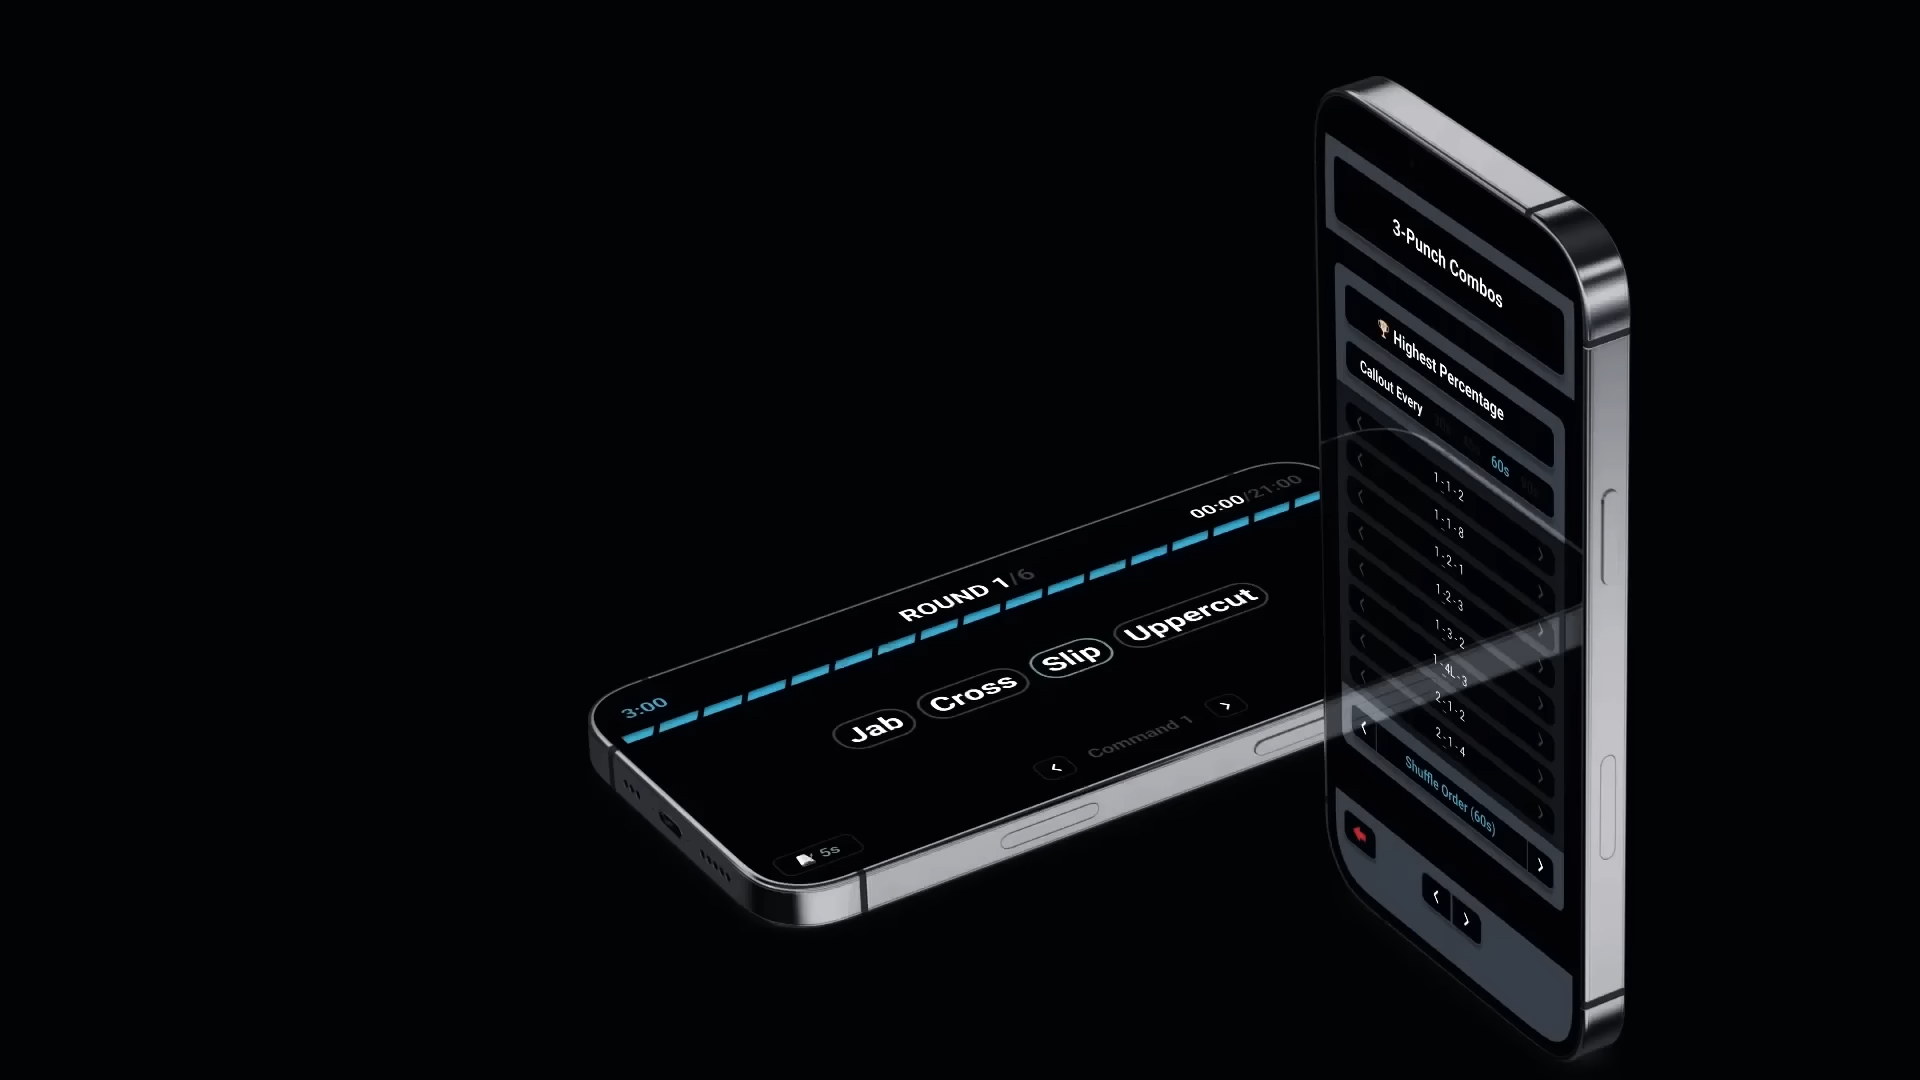 3:00
ROUND 1/6
00:00/21:00
Jab Cross Slip Uppercut
< Command 1 >
5s
3-Punch Combos
🏆 Highest Percentage
Callout Every
60s
1-1-2
1-1-8
1-2-1
1-2-3
1-3-2
1-4L-3
2-1-2
2-1-4
Shuffle Order (60s)